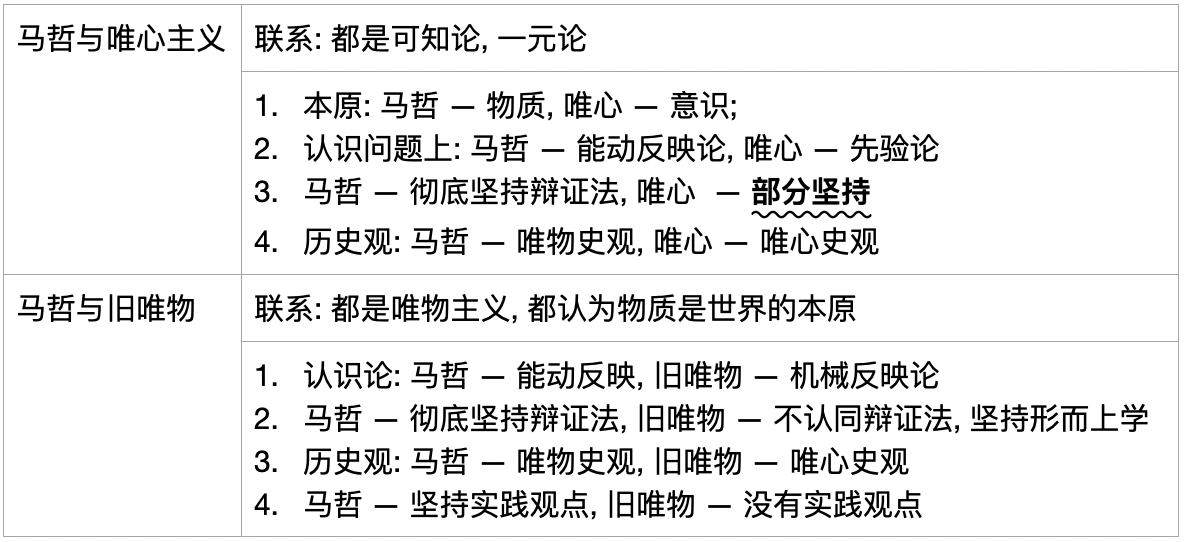 马哲与唯心主义
联系: 都是可知论, 一元论
1. 本原: 马哲 — 物质, 唯心 — 意识;
2. 认识问题上: 马哲 — 能动反映论, 唯心 — 先验论
3. 马哲 — 彻底坚持辩证法, 唯心 — 部分坚持
4. 历史观: 马哲 — 唯物史观, 唯心 — 唯心史观
马哲与旧唯物
联系: 都是唯物主义, 都认为物质是世界的本原
1. 认识论: 马哲 — 能动反映, 旧唯物 — 机械反映论
2. 马哲 — 彻底坚持辩证法, 旧唯物 — 不认同辩证法, 坚持形而上学
3. 历史观: 马哲 — 唯物史观, 旧唯物 — 唯心史观
4. 马哲 — 坚持实践观点, 旧唯物 — 没有实践观点